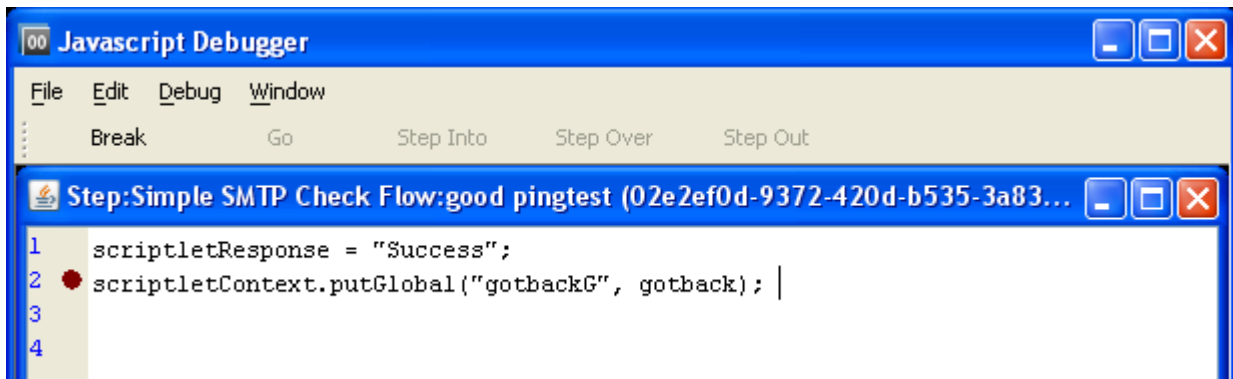 Javascript Debugger
File Edit Debug Window
Break Go Step Into Step Over Step Out
Step:Simple SMTP Check Flow:good pingtest (02e2ef0d-9372-420d-b535-3a83...
1 scriptletResponse = "Success";
2 scriptletContext.putGlobal("gotbackG", gotback);
3
4